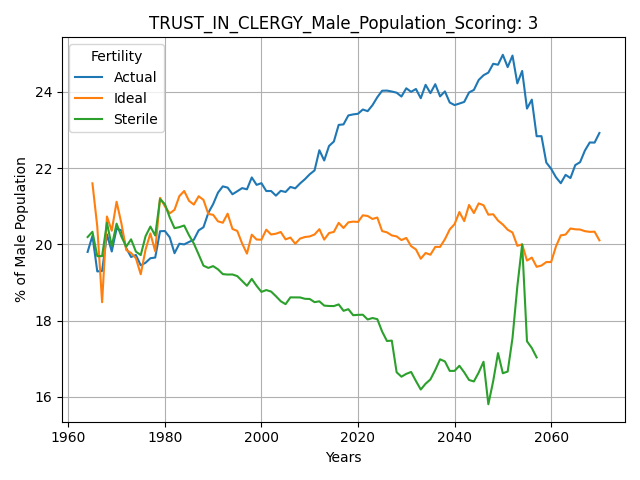 TRUST_IN_CLERGY_Male_Population_Scoring: 3
Fertility
Actual
Ideal
Sterile
% of Male Population
24
22
20
18
16
1960 1980 2000 2020 2040 2060
Years